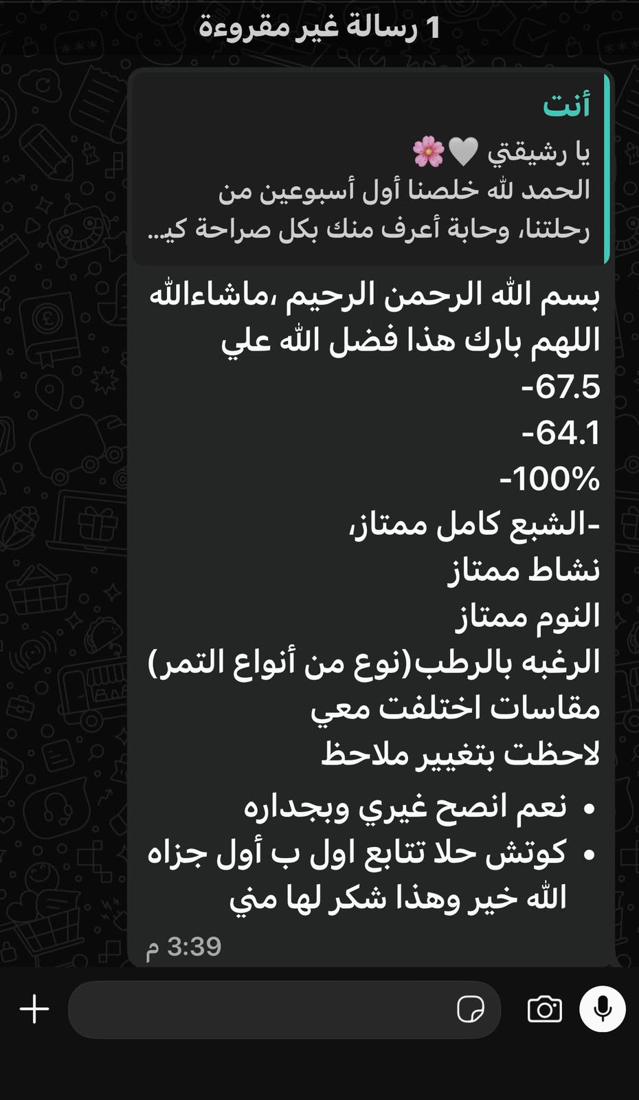 1 رسالة غير مقروءة
أنت
يا رشيقتي 🤍🌸
الحمد لله خلصنا أول أسبوعين من
رحلتنا، وحابة أعرف منك بكل صراحة كيـ...
بسم الله الرحمن الرحيم ،ماشاءالله
اللهم بارك هذا فضل الله علي
67.5-
64.1-
100%-
-الشبع كامل ممتاز،
نشاط ممتاز
النوم ممتاز
الرغبه بالرطب(نوع من أنواع التمر)
مقاسات اختلفت معي
لاحظت بتغيير ملاحظ
• نعم انصح غيري وبجداره
• كوتش حلا تتابع اول ب أول جزاه
الله خير وهذا شكر لها مني
3:39 م